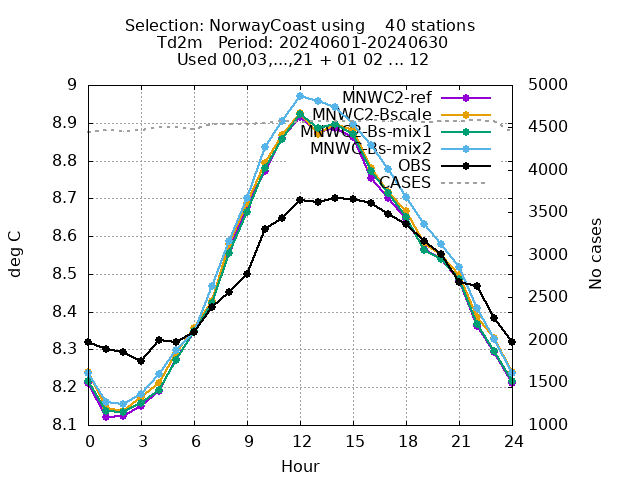 Selection: NorwayCoast using    40 stations
Td2m   Period: 20240601-20240630
Used 00,03,...,21 + 01 02 ... 12
9
8.9
8.8
8.7
8.6
8.5
8.4
8.3
8.2
8.1
deg C
MNWC2-ref
MNWC2-Bscale
MNWC2-Bs-mix1
MNWC-Bs-mix2
OBS
CASES
5000
4500
4000
3500
3000
2500
2000
1500
1000
No cases
0 3 6 9 12 15 18 21 24
Hour